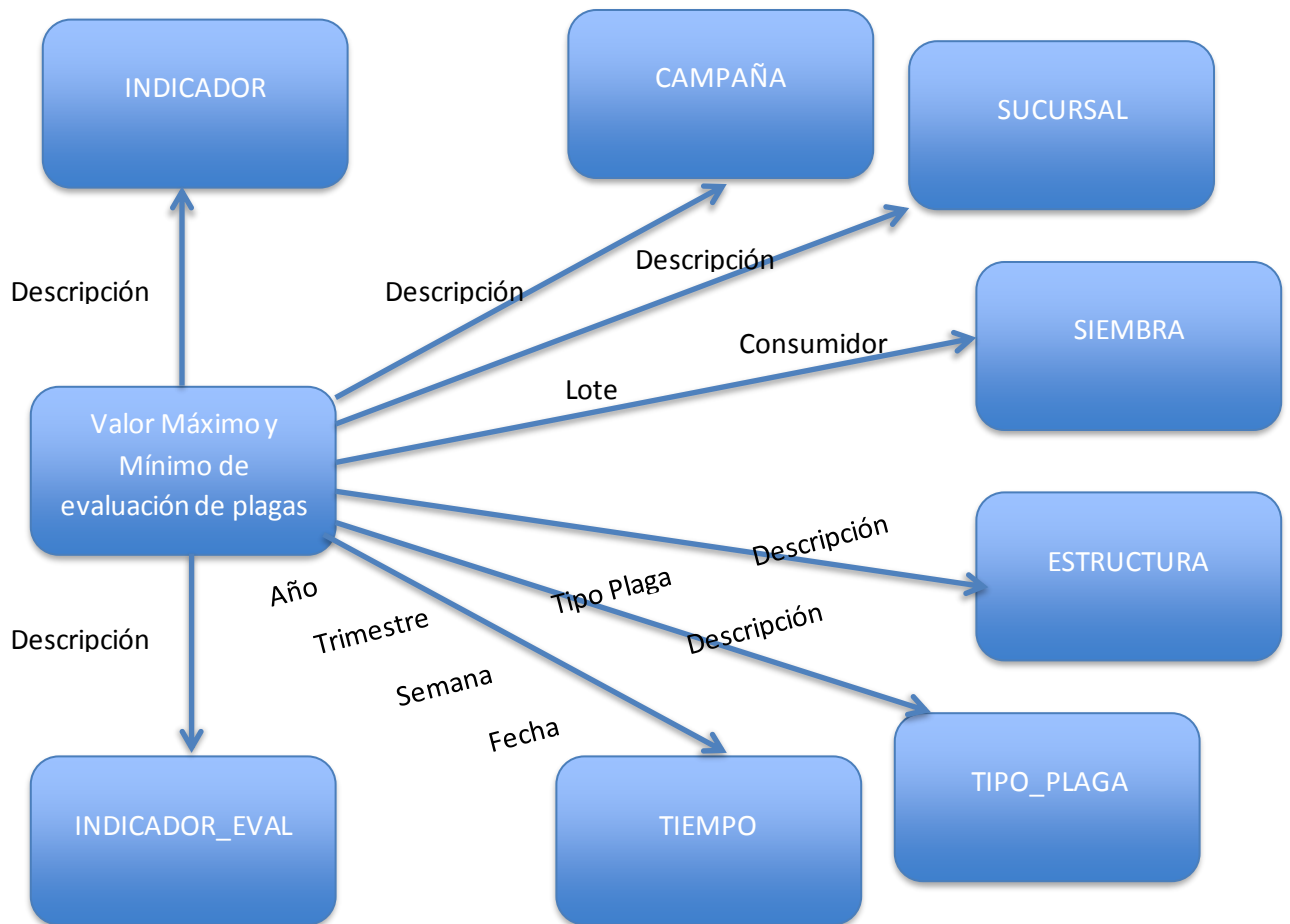 INDICADOR
CAMPAÑA
SUCURSAL
Descripción
Descripción
Descripción
Consumidor
SIEMBRA
Lote
Valor Máximo y
Mínimo de
evaluación de plagas
Descripción
ESTRUCTURA
Año
Tipo Plaga
Trimestre
Descripción
Descripción
Semana
Fecha
TIPO_PLAGA
INDICADOR_EVAL
TIEMPO